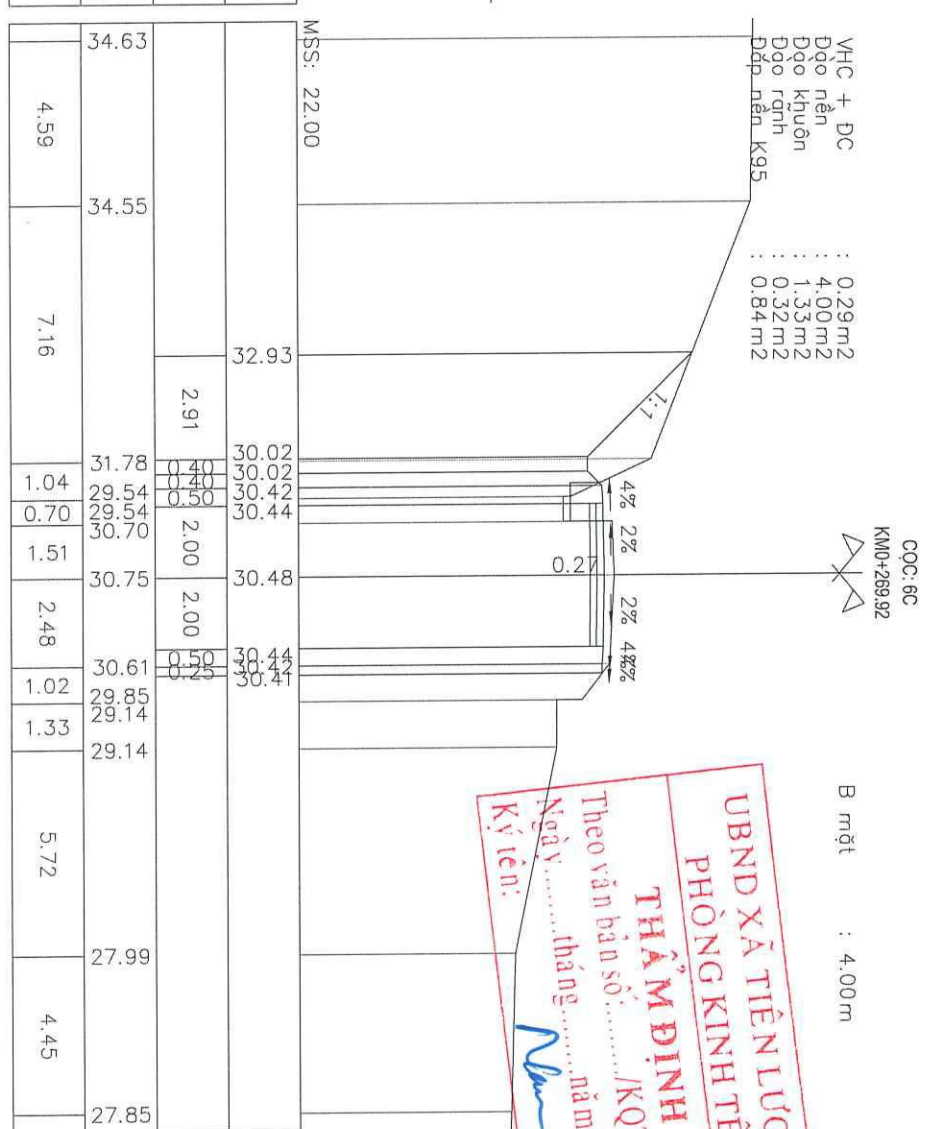 CỌC: 6C
KM0+269.92
VHC + ĐC : 0.29m2
Đào nền : 4.00m2
Đào khuôn : 1.33m2
Đào rãnh : 0.32m2
Đắp nền K95 : 0.84m2
B mặt : 4.00m
1:1
4% 2% 2% 4%
0.27
MSS: 22.00
32.93 30.02 30.02 30.42 30.44 30.48 30.44 30.42 30.41
2.91 0.40 0.40 0.50 2.00 2.00 0.50 0.25
34.63 34.55 31.78 29.54 29.54 30.70 30.75 30.61 29.85 29.14 29.14 27.99 27.85
4.59 7.16 1.04 0.70 1.51 2.48 1.02 1.33 5.72 4.45
UBND XÃ TIÊN LỤC
PHÒNG KINH TẾ
THẨM ĐỊNH
Theo văn bản số:......./KQ
Ngày.......tháng.......năm
Ký tên: